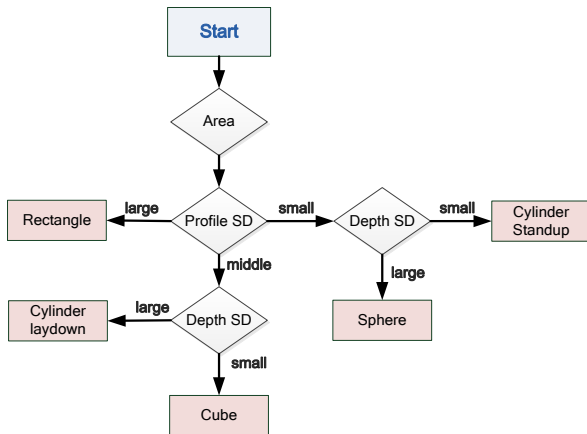 Start
Area
large
small
small
Rectangle
Profile SD
Depth SD
Cylinder
Standup
middle
large
Cylinder
laydown
large
Depth SD
Sphere
small
Cube